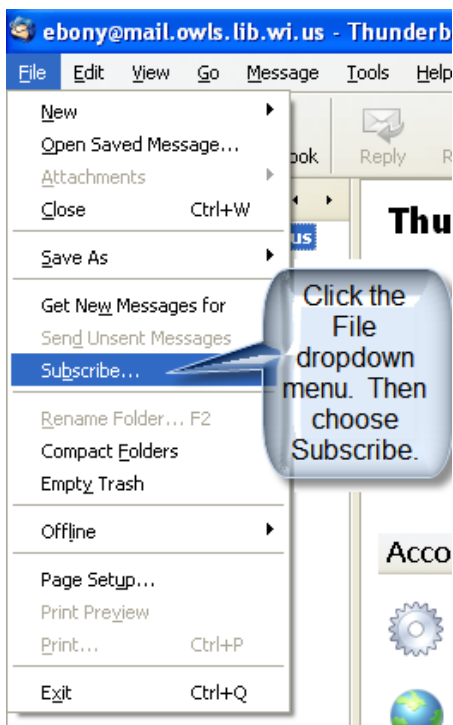 ebony@mail.owls.lib.wi.us - Thunderb
File Edit View Go Message Tools Help
New
Open Saved Message...
ook Reply R
Attachments
Close Ctrl+W
Thu
us
Save As
Get New Messages for
Send Unsent Messages
Subscribe...
Click the
File
dropdown
menu. Then
choose
Subscribe.
Rename Folder... F2
Compact Folders
Empty Trash
Offline
Acco
Page Setup...
Print Preview
Print... Ctrl+P
Exit Ctrl+Q